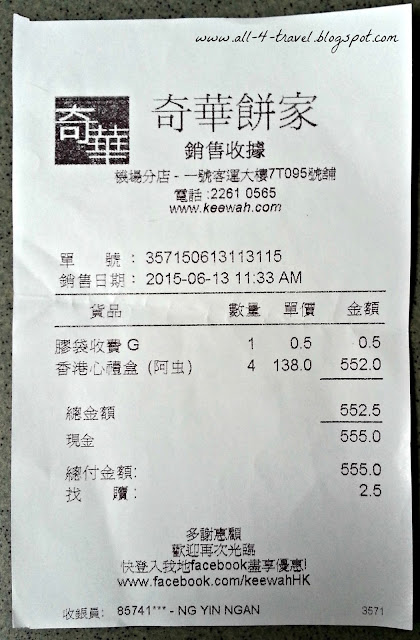 www.all-4-travel.blogspot.com
奇華
奇華餅家
銷售收據
機場分店 - 一號客運大樓7T095號舖
電話 :2261 0565
www.keewah.com
單 號 : 357150613113115
銷售日期 : 2015-06-13 11:33 AM
貨品 數量 單價 金額
膠袋收費 G 1 0.5 0.5
香港心禮盒 (阿虫) 4 138.0 552.0
總金額 552.5
現金 555.0
總付金額: 555.0
找 贖 : 2.5
多謝惠顧
歡迎再次光臨
快登入我地facebook盡享優惠!
www.facebook.com/keewahHK
收銀員: 85741*** - NG YIN NGAN 3571